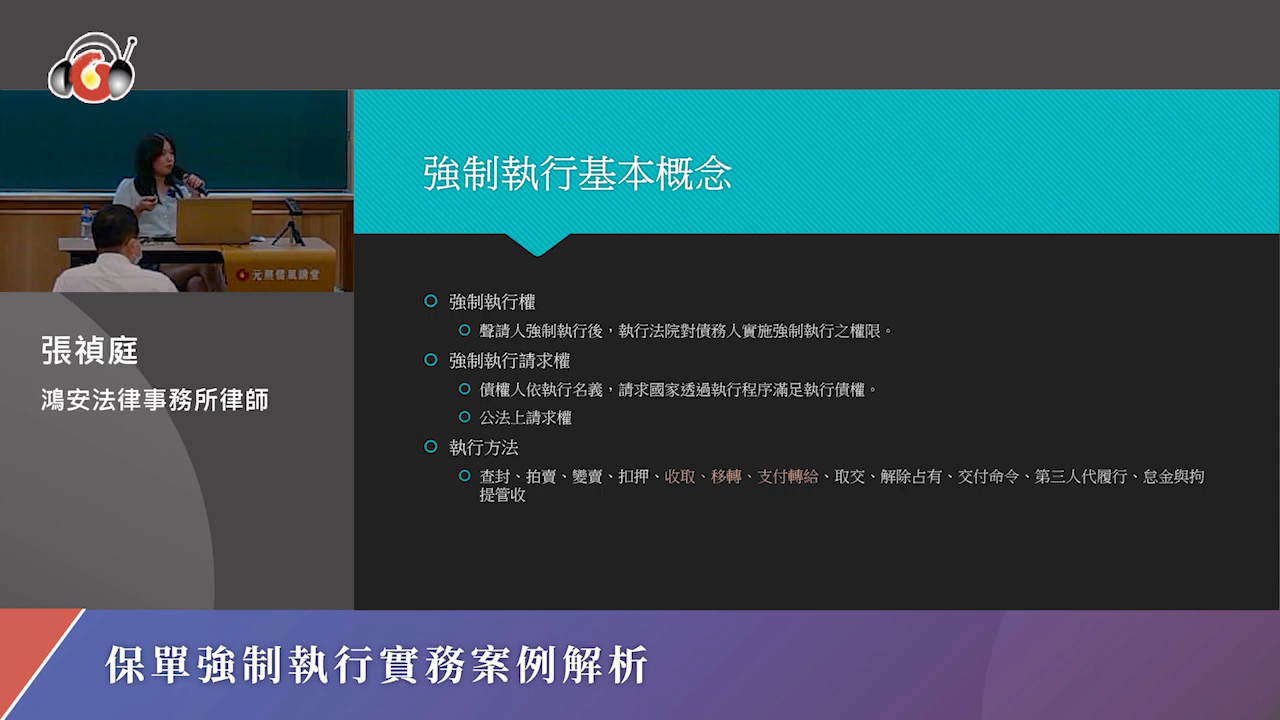 強制執行基本概念
強制執行權
聲請人強制執行後，執行法院對債務人實施強制執行之權限。
強制執行請求權
債權人依執行名義，請求國家透過執行程序滿足執行債權。
公法上請求權
執行方法
查封、拍賣、變賣、扣押、收取、移轉、支付轉給、取交、解除占有、交付命令、第三人代履行、怠金與拘
提管收
元照儒風講堂
張禎庭
鴻安法律事務所律師
保單強制執行實務案例解析